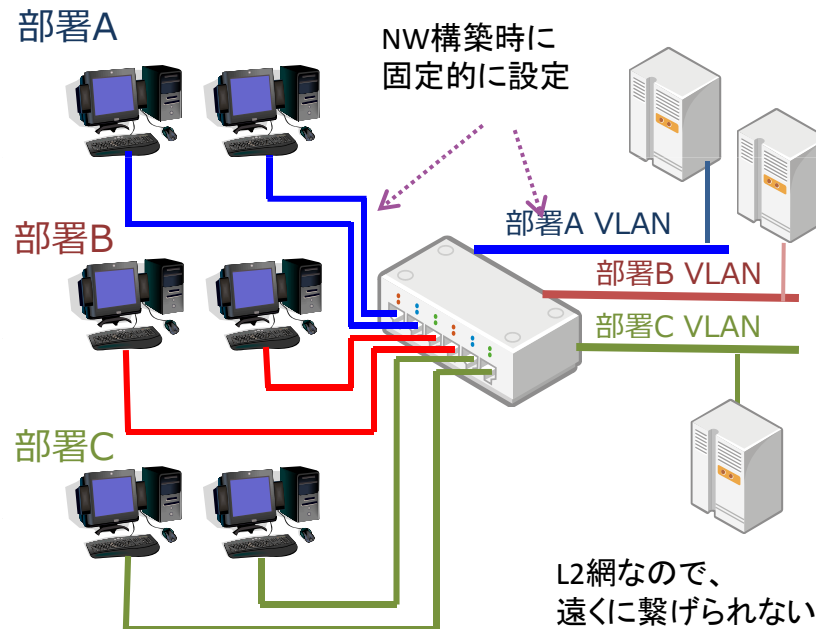 部署A
NW構築時に
固定的に設定
部署A VLAN
部署B
部署B VLAN
部署C VLAN
部署C
L2網なので、
遠くに繋げられない